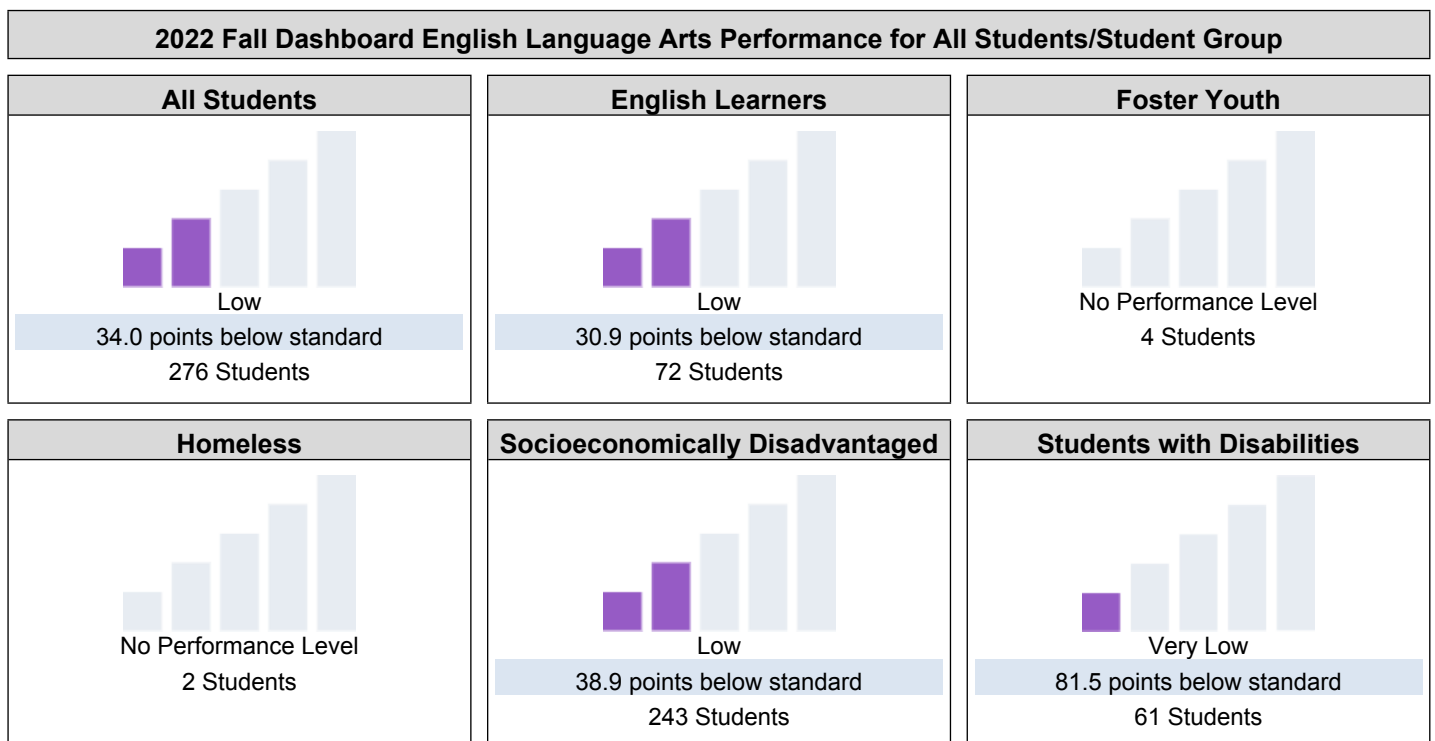 2022 Fall Dashboard English Language Arts Performance for All Students/Student Group
All Students
Low
34.0 points below standard
276 Students
English Learners
Low
30.9 points below standard
72 Students
Foster Youth
No Performance Level
4 Students
Homeless
No Performance Level
2 Students
Socioeconomically Disadvantaged
Low
38.9 points below standard
243 Students
Students with Disabilities
Very Low
81.5 points below standard
61 Students